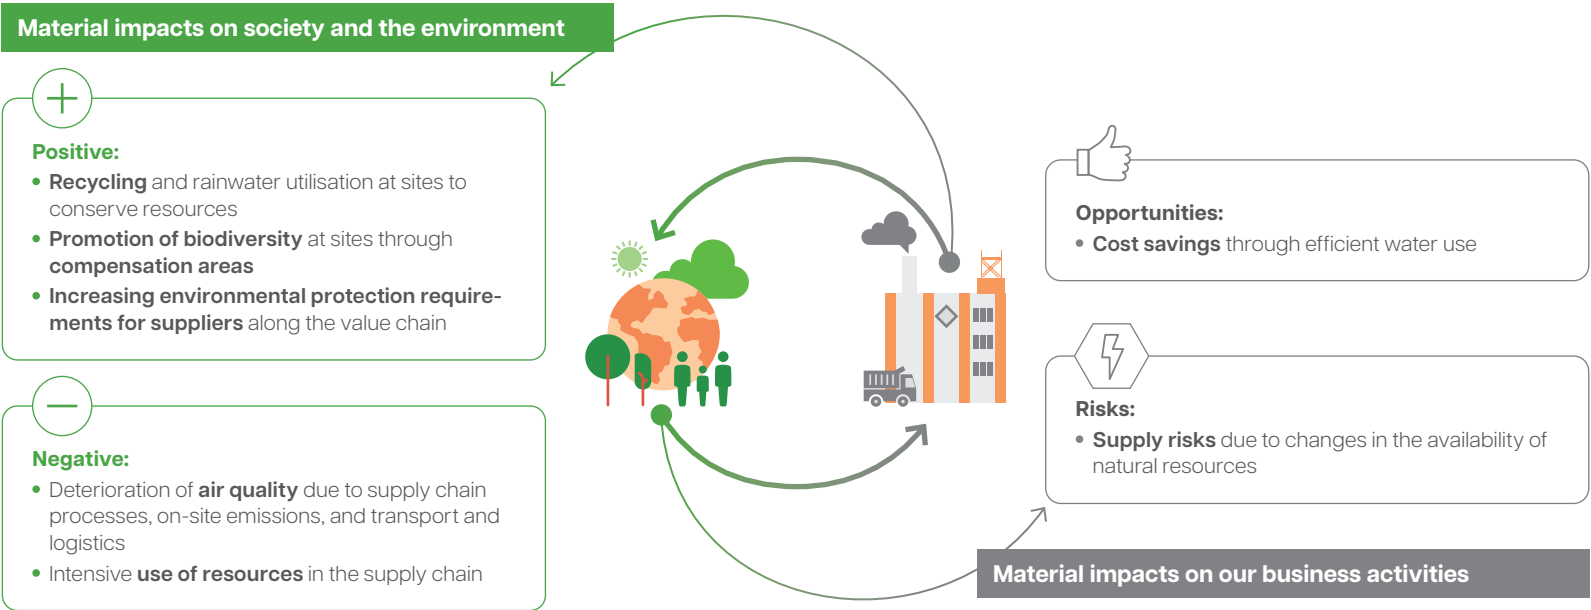 Material impacts on society and the environment
Positive:
• Recycling and rainwater utilisation at sites to
conserve resources
• Promotion of biodiversity at sites through
compensation areas
• Increasing environmental protection require-
ments for suppliers along the value chain
Negative:
• Deterioration of air quality due to supply chain
processes, on-site emissions, and transport and
logistics
• Intensive use of resources in the supply chain
Opportunities:
• Cost savings through efficient water use
Risks:
• Supply risks due to changes in the availability of
natural resources
Material impacts on our business activities